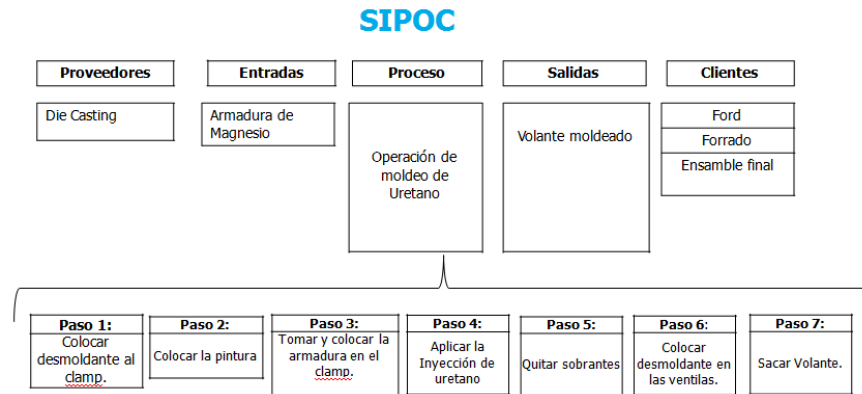 SIPOC
Proveedores
Entradas
Proceso
Salidas
Clientes
Die Casting
Armadura de
Magnesio
Operación de
moldeo de
Uretano
Volante moldeado
Ford
Forrado
Ensamble final
Paso 1:
Colocar
desmoldante al
clamp.
Paso 2:
Colocar la pintura
Paso 3:
Tomar y colocar la
armadura en el
clamp.
Paso 4:
Aplicar la
Inyección de
uretano
Paso 5:
Quitar sobrantes
Paso 6:
Colocar
desmoldante en
las ventilas.
Paso 7:
Sacar Volante.